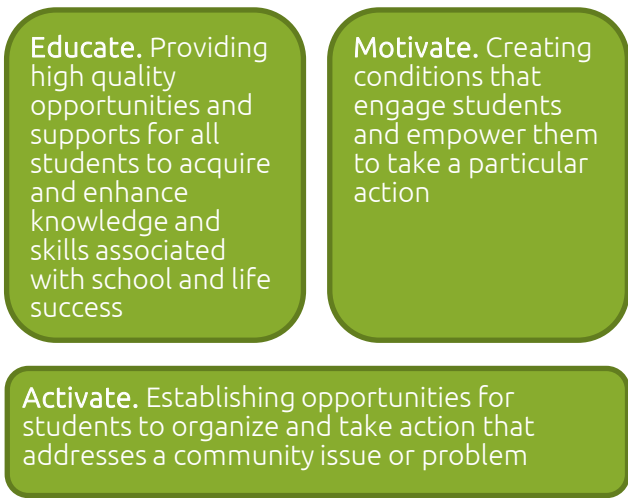 Educate. Providing
high quality
opportunities and
supports for all
students to acquire
and enhance
knowledge and
skills associated
with school and life
success
Motivate. Creating
conditions that
engage students
and empower them
to take a particular
action
Activate. Establishing opportunities for
students to organize and take action that
addresses a community issue or problem